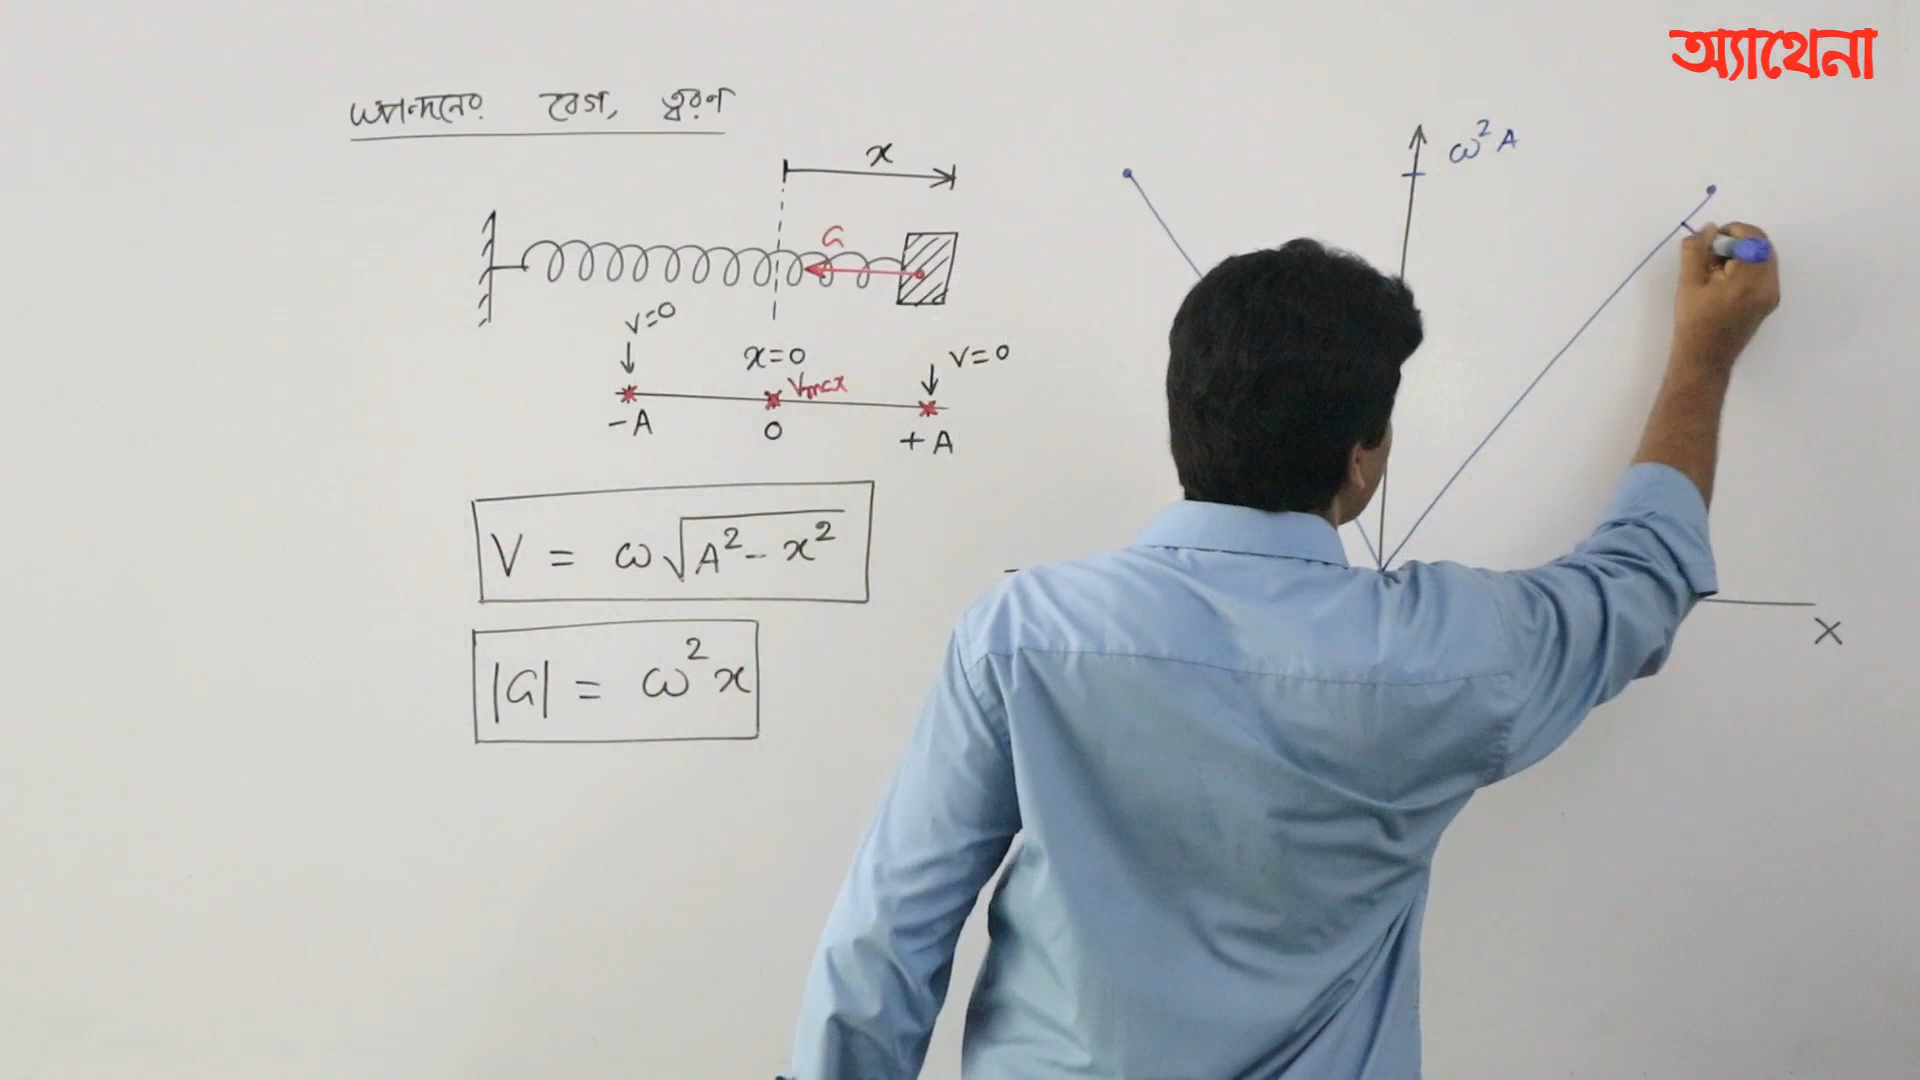 অ্যাথেনা
স্পন্দনের বেগ, ত্বরণ
x
a
v=0
x=0
v=0
Vmax
-A
0
+A
V = ω√A²-x²
|a| = ω²x
ω²A
X